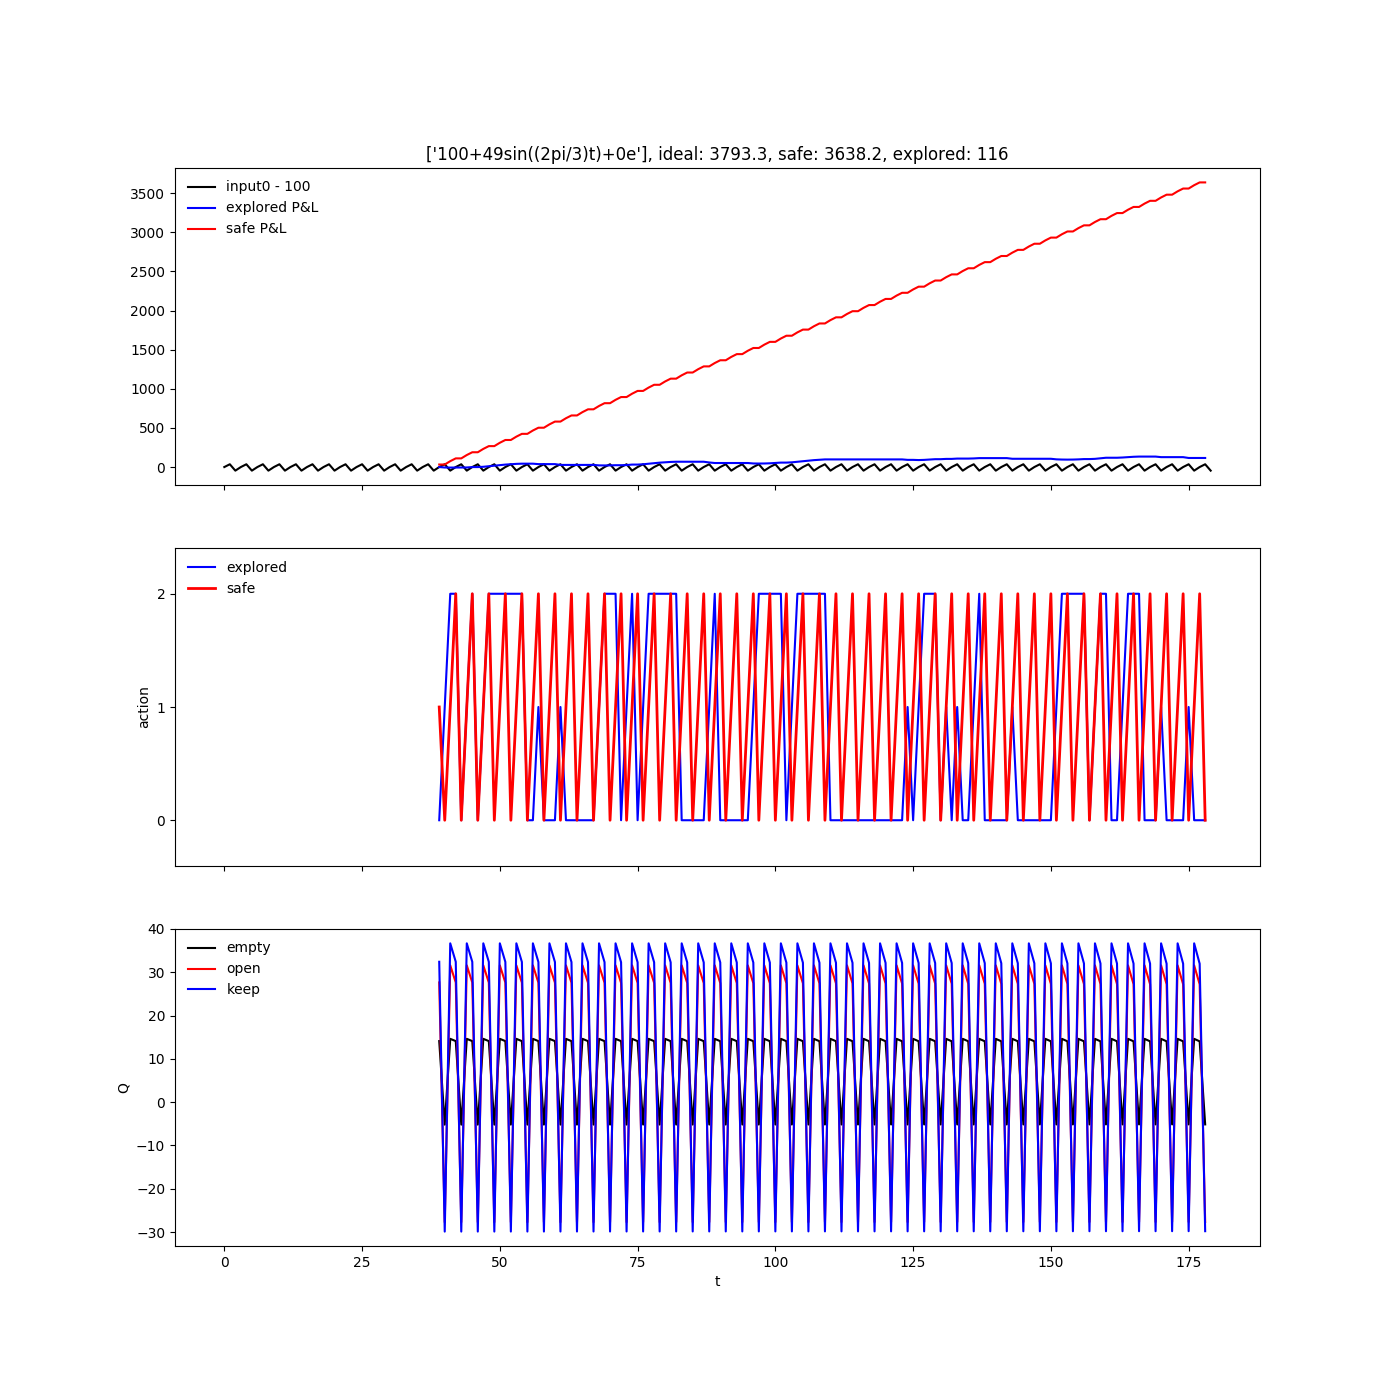 ['100+49sin((2pi/3)t)+0e'], ideal: 3793.3, safe: 3638.2, explored: 116
input0 - 100
explored P&L
safe P&L
3500
3000
2500
2000
1500
1000
500
0
explored
safe
2
1
0
action
empty
open
keep
40
30
20
10
0
−10
−20
−30
Q
0 25 50 75 100 125 150 175
t